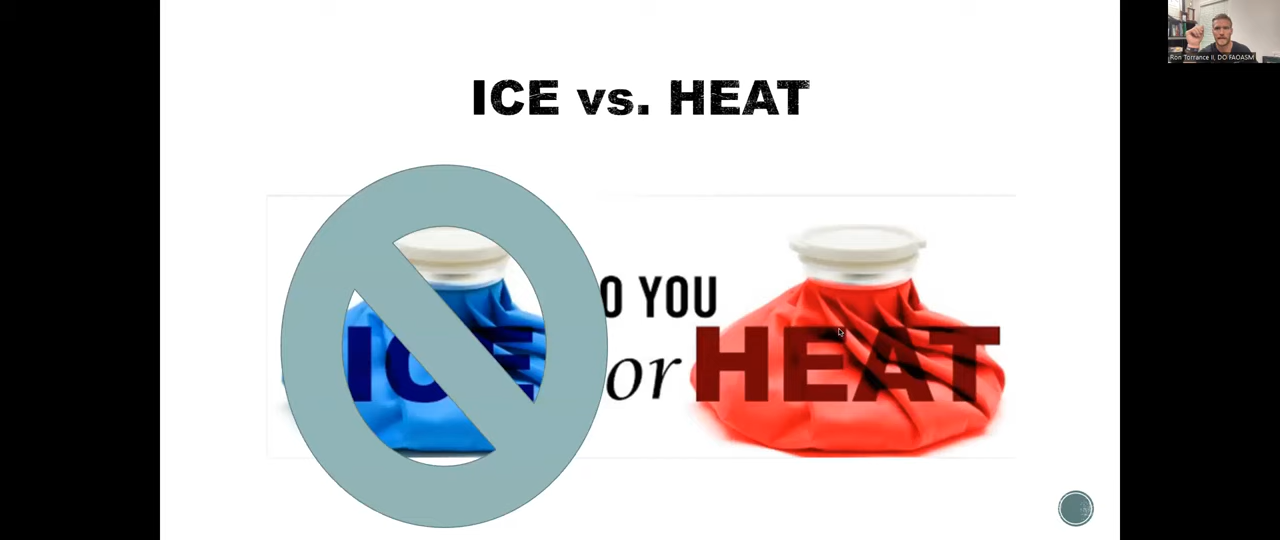 Ron Torrance II, DO FAOASM
ICE vs. HEAT
O YOU
ICE or HEAT